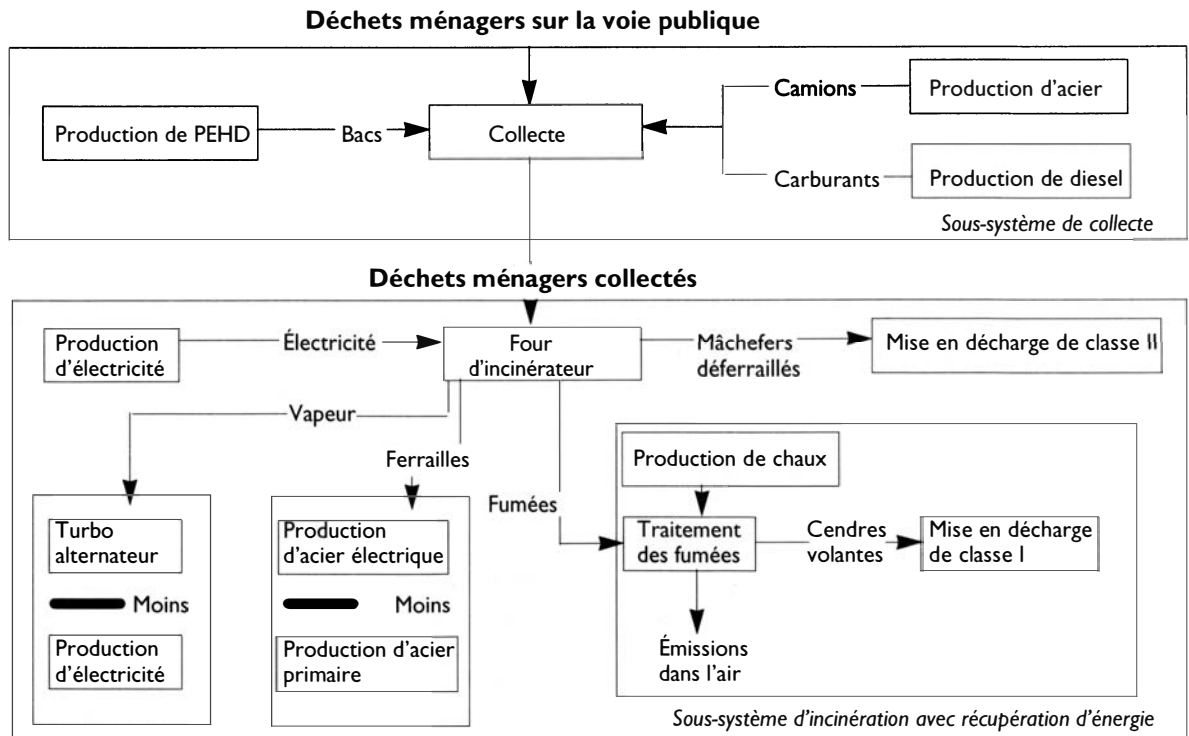 Déchets ménagers sur la voie publique
Camions
Production d'acier
Production de PEHD
Bacs
Collecte
Carburants
Production de diesel
Sous-système de collecte
Déchets ménagers collectés
Production
d'électricité
Électricité
Four
d'incinérateur
Mâchefers
déferraillés
Mise en décharge de classe II
Vapeur
Ferrailles
Fumées
Production de chaux
Turbo
alternateur
Moins
Production
d'électricité
Production
d'acier électrique
Moins
Production d'acier
primaire
Traitement
des fumées
Cendres
volantes
Mise en décharge
de classe I
Émissions
dans l'air
Sous-système d'incinération avec récupération d'énergie